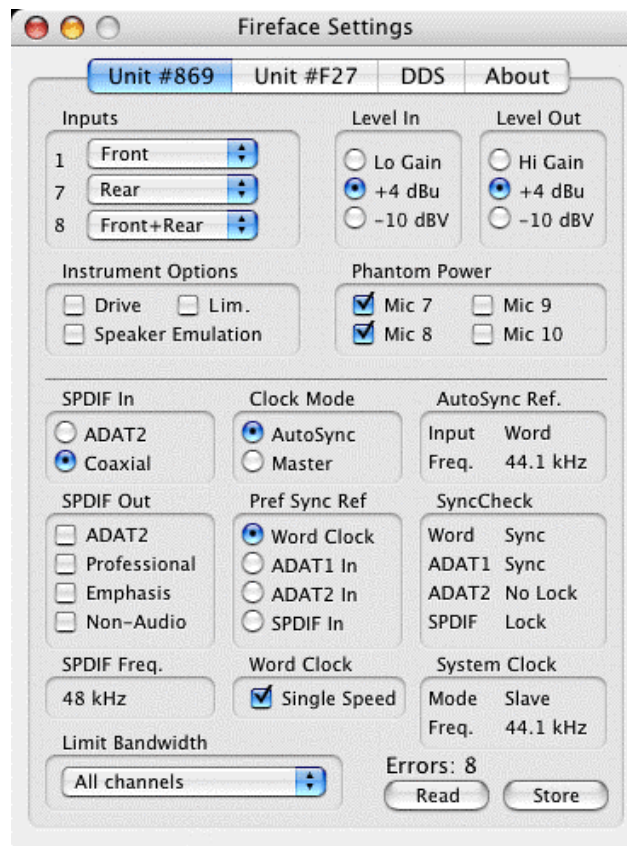 Fireface Settings
Unit #869 Unit #F27 DDS About
Inputs Level In Level Out
1 Front
7 Rear
8 Front+Rear
Lo Gain
+4 dBu
-10 dBV
Hi Gain
+4 dBu
-10 dBV
Instrument Options Phantom Power
Drive Lim.
Speaker Emulation
Mic 7 Mic 9
Mic 8 Mic 10
SPDIF In Clock Mode AutoSync Ref.
ADAT2
Coaxial
AutoSync
Master
Input Word
Freq. 44.1 kHz
SPDIF Out Pref Sync Ref SyncCheck
ADAT2
Professional
Emphasis
Non-Audio
Word Clock
ADAT1 In
ADAT2 In
SPDIF In
Word Sync
ADAT1 Sync
ADAT2 No Lock
SPDIF Lock
SPDIF Freq. Word Clock System Clock
48 kHz
Single Speed
Mode Slave
Freq. 44.1 kHz
Limit Bandwidth
All channels
Errors: 8
Read Store